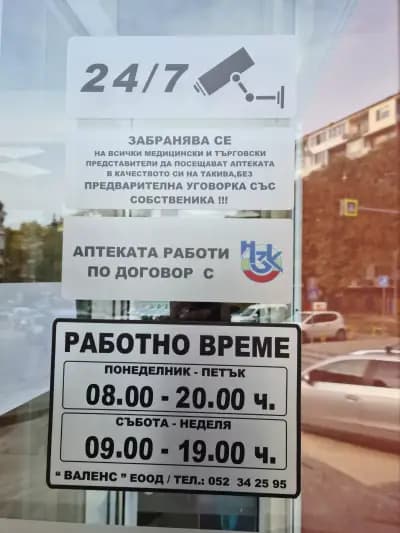 24/7
ЗАБРАНЯВА СЕ
НА ВСИЧКИ МЕДИЦИНСКИ И ТЪРГОВСКИ
ПРЕДСТАВИТЕЛИ ДА ПОСЕЩАВАТ АПТЕКАТА
В КАЧЕСТВОТО СИ НА ТАКИВА,БЕЗ
ПРЕДВАРИТЕЛНА УГОВОРКА СЪС
СОБСТВЕНИКА !!!
АПТЕКАТА РАБОТИ
ПО ДОГОВОР С
НЗОК
РАБОТНО ВРЕМЕ
ПОНЕДЕЛНИК - ПЕТЪК
08.00 - 20.00 ч.
СЪБОТА - НЕДЕЛЯ
09.00 - 19.00 ч.
" ВАЛЕНС " ЕООД / ТЕЛ.: 052 34 25 95